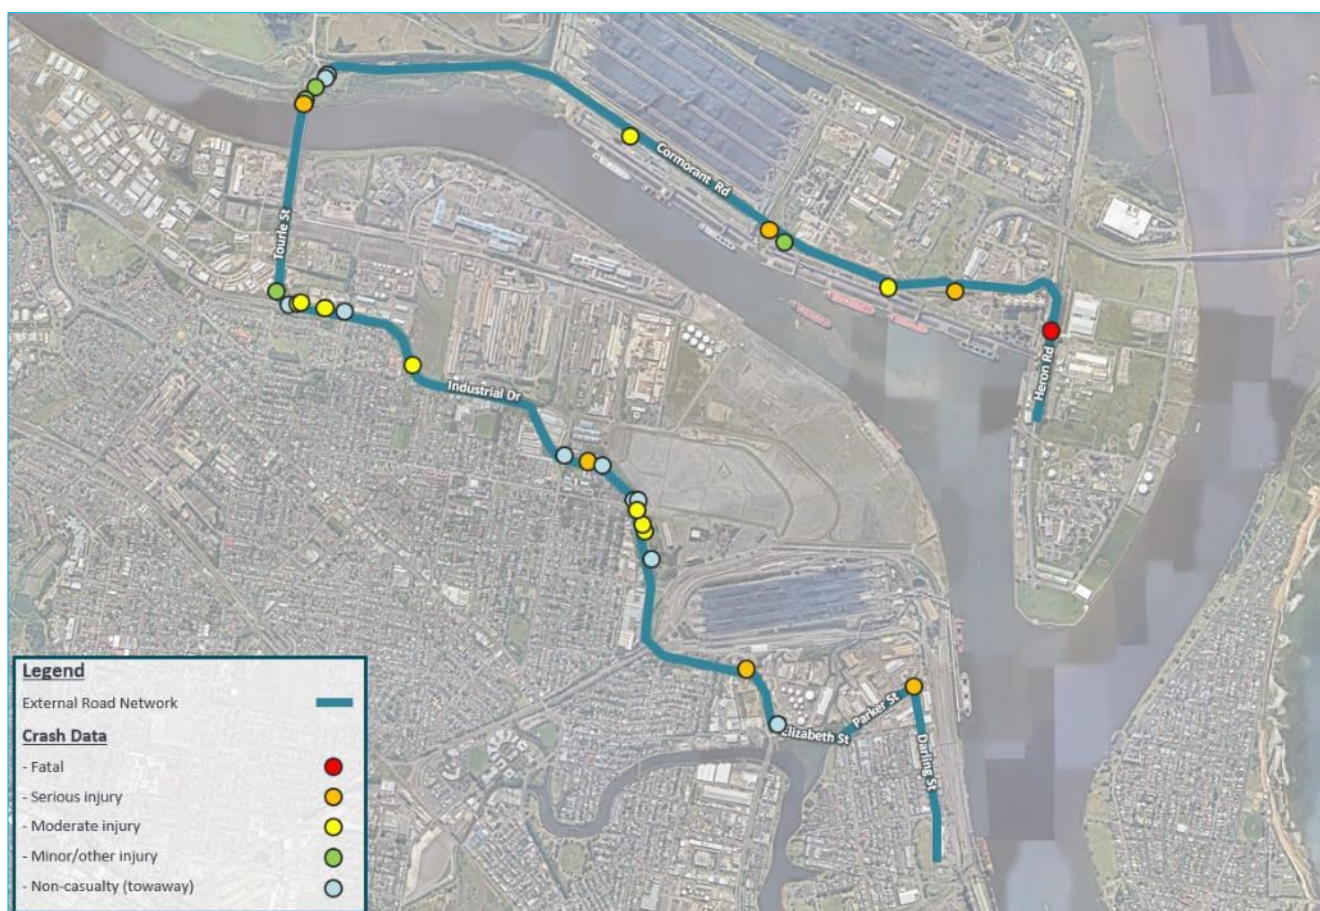 Cormorant Rd
Tourle St
Heron Rd
Industrial Dr
Parker St
Elizabeth St
Darling St
Legend
External Road Network
Crash Data
- Fatal
- Serious injury
- Moderate injury
- Minor/other injury
- Non-casualty (towaway)